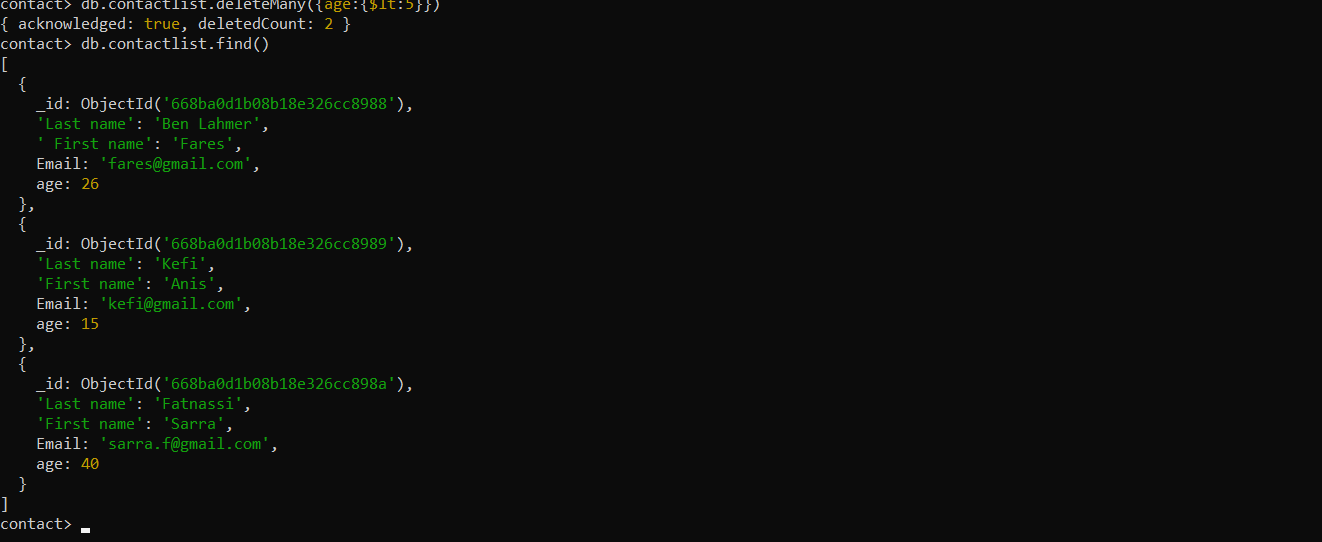 contact> db.contactlist.deleteMany({age:{$lt:5}})
{ acknowledged: true, deletedCount: 2 }
contact> db.contactlist.find()
[
  {
    _id: ObjectId('668ba0d1b08b18e326cc8988'),
    'Last name': 'Ben Lahmer',
    ' First name': 'Fares',
    Email: 'fares@gmail.com',
    age: 26
  },
  {
    _id: ObjectId('668ba0d1b08b18e326cc8989'),
    'Last name': 'Kefi',
    'First name': 'Anis',
    Email: 'kefi@gmail.com',
    age: 15
  },
  {
    _id: ObjectId('668ba0d1b08b18e326cc898a'),
    'Last name': 'Fatnassi',
    'First name': 'Sarra',
    Email: 'sarra.f@gmail.com',
    age: 40
  }
]
contact>